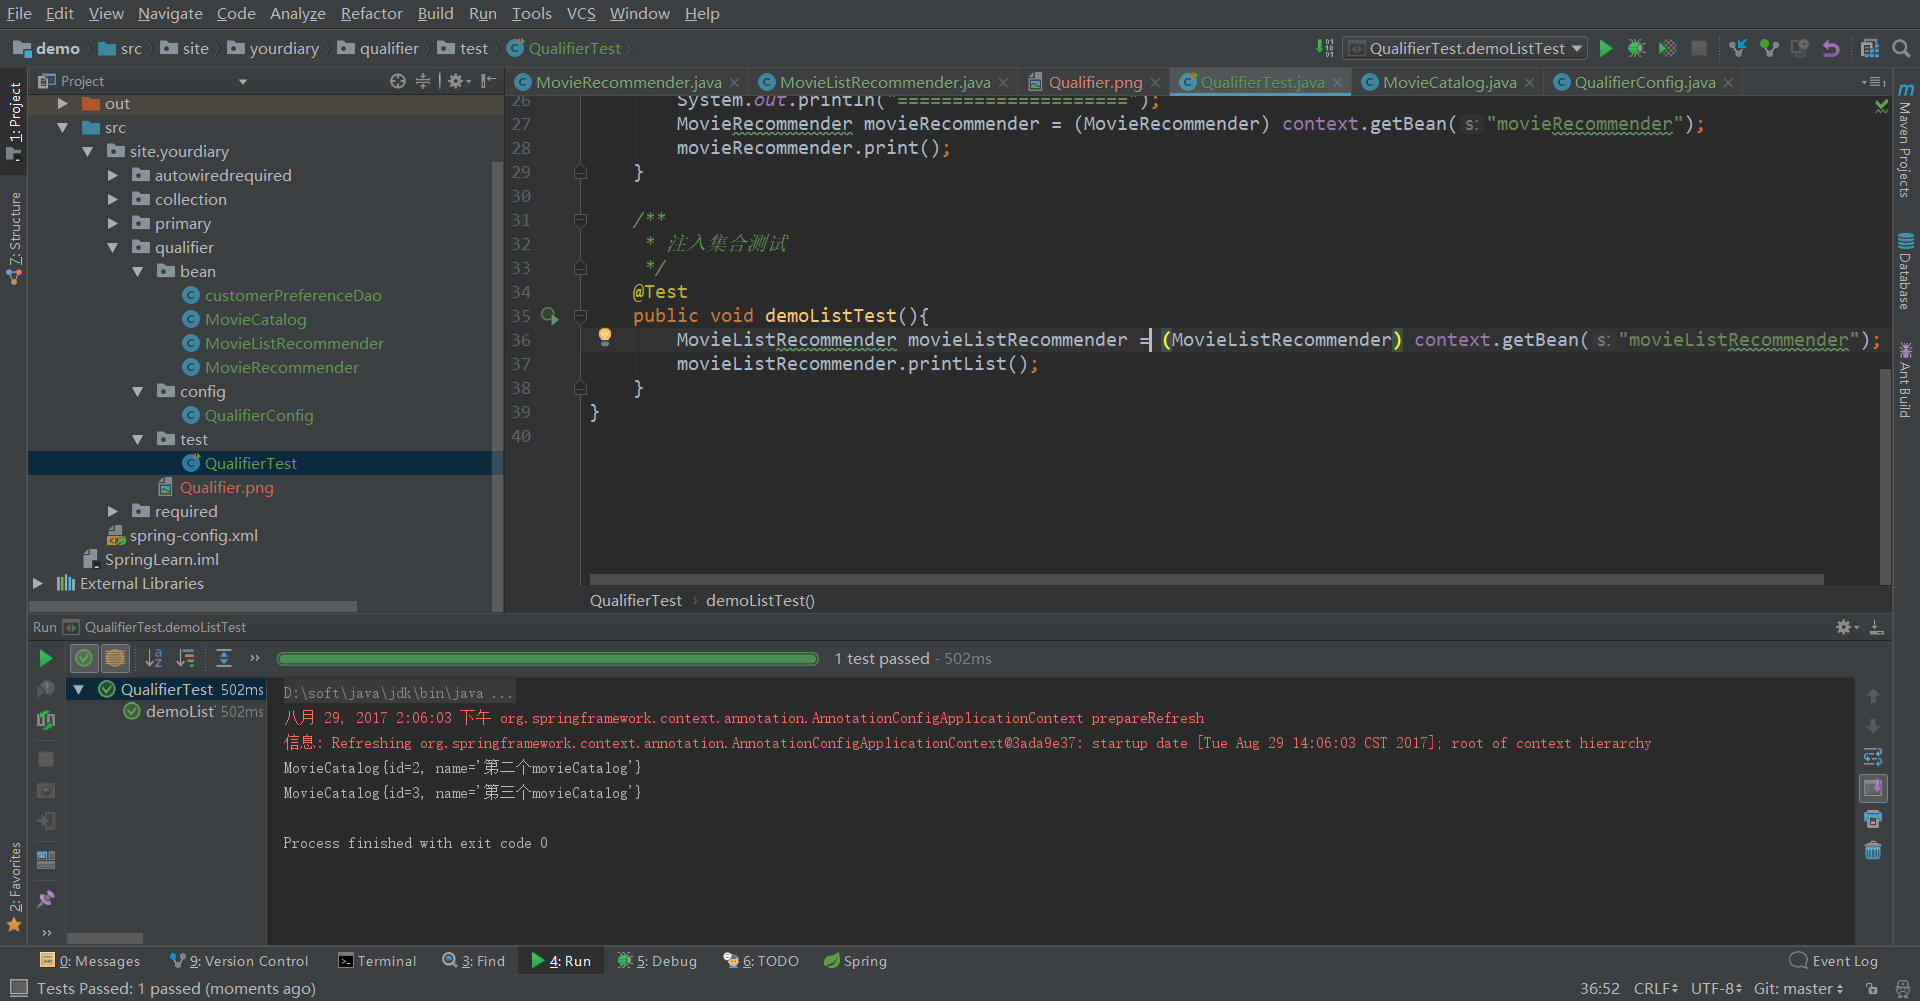 File Edit View Navigate Code Analyze Refactor Build Run Tools VCS Window Help
demo src site yourdiary qualifier test QualifierTest
QualifierTest.demoListTest
Project
MovieRecommender.java MovieListRecommender.java Qualifier.png QualifierTest.java MovieCatalog.java QualifierConfig.java
1: Project
Z: Structure
2: Favorites
out
src
site.yourdiary
autowiredrequired
collection
primary
qualifier
bean
customerPreferenceDao
MovieCatalog
MovieListRecommender
MovieRecommender
config
QualifierConfig
test
QualifierTest
Qualifier.png
required
spring-config.xml
SpringLearn.iml
External Libraries
26 System.out.println("=====================");
27 MovieRecommender movieRecommender = (MovieRecommender) context.getBean( s: "movieRecommender");
28 movieRecommender.print();
29 }
30
31 /**
32 * 注入集合测试
33 */
34 @Test
35 public void demoListTest(){
36 MovieListRecommender movieListRecommender = (MovieListRecommender) context.getBean( s: "movieListRecommender");
37 movieListRecommender.printList();
38 }
39 }
40
QualifierTest › demoListTest()
Maven Projects
Database
Ant Build
Run QualifierTest.demoListTest
1 test passed - 502ms
QualifierTest 502ms
demoList 502ms
D:\soft\java\jdk\bin\java ...
八月 29, 2017 2:06:03 下午 org.springframework.context.annotation.AnnotationConfigApplicationContext prepareRefresh
信息: Refreshing org.springframework.context.annotation.AnnotationConfigApplicationContext@3ada9e37: startup date [Tue Aug 29 14:06:03 CST 2017]; root of context hierarchy
MovieCatalog{id=2, name='第二个movieCatalog'}
MovieCatalog{id=3, name='第三个movieCatalog'}
Process finished with exit code 0
0: Messages 9: Version Control Terminal 3: Find 4: Run 5: Debug 6: TODO Spring Event Log
Tests Passed: 1 passed (moments ago) 36:52 CRLF UTF-8 Git: master